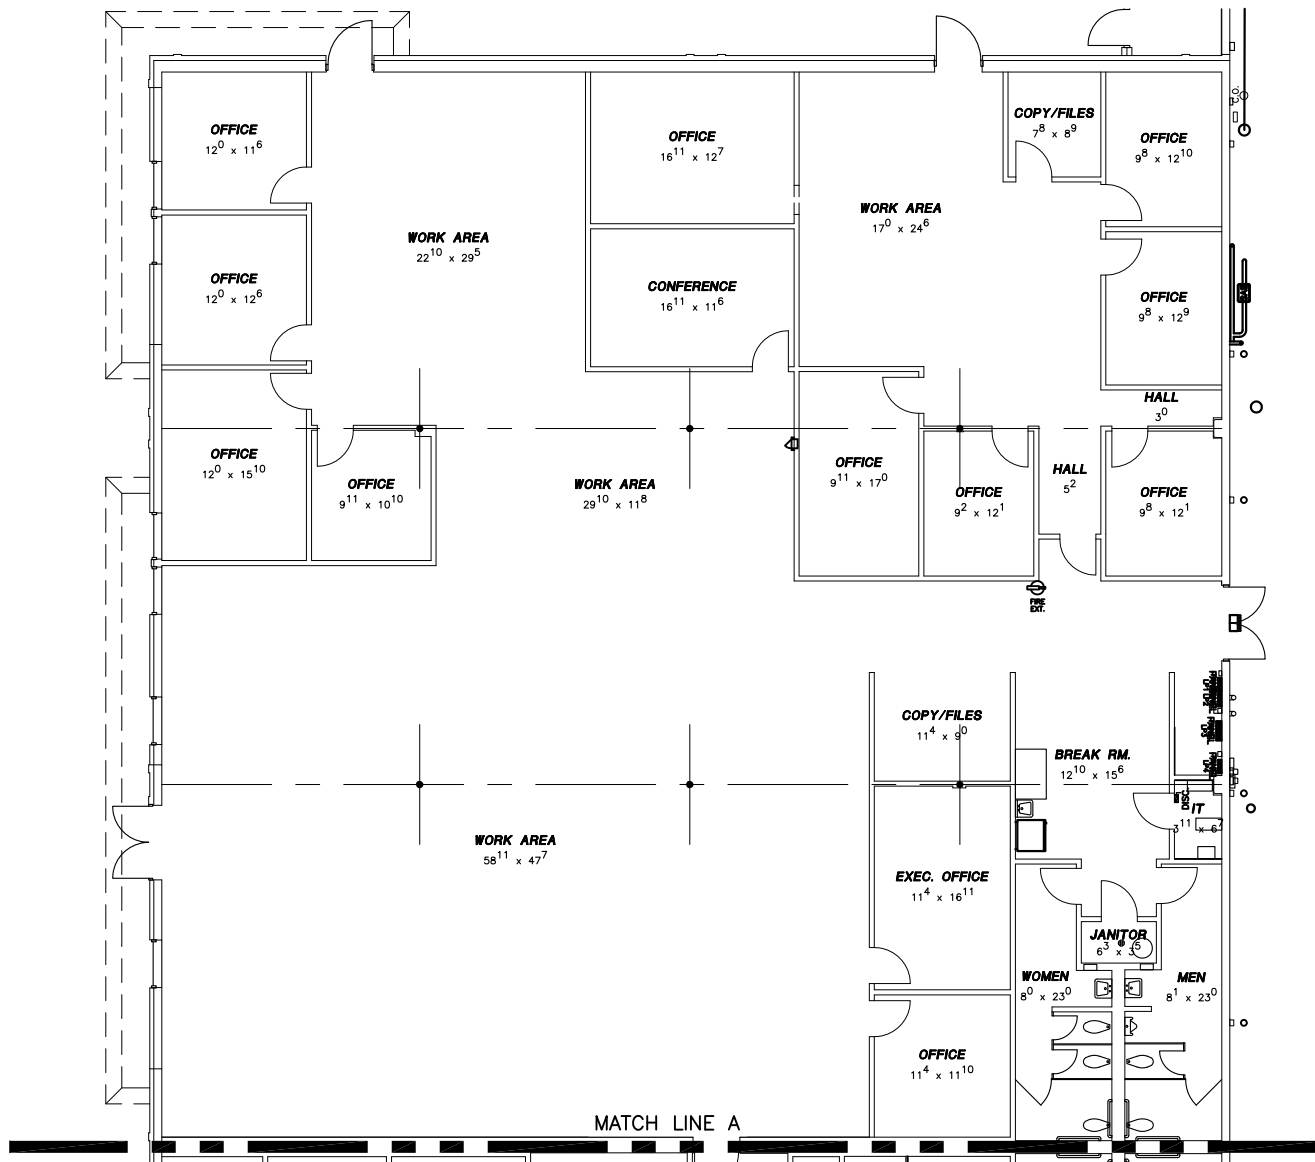 COPY/FILES
7⁸ x 8⁹
OFFICE
12⁰ x 11⁶
OFFICE
16¹¹ x 12⁷
OFFICE
9⁸ x 12¹⁰
WORK AREA
17⁰ x 24⁶
WORK AREA
22¹⁰ x 29⁵
OFFICE
12⁰ x 12⁶
CONFERENCE
16¹¹ x 11⁶
OFFICE
9⁸ x 12⁹
GAS
HALL
3⁰
OFFICE
12⁰ x 15¹⁰
OFFICE
9¹¹ x 10¹⁰
WORK AREA
29¹⁰ x 11⁸
OFFICE
9¹¹ x 17⁰
OFFICE
9² x 12¹
HALL
5²
OFFICE
9⁸ x 12¹
FIRE
EXT.
COPY/FILES
11⁴ x 9⁰
BREAK RM.
12¹⁰ x 15⁶
DISC.
IT
3¹¹ x 6⁷
WORK AREA
58¹¹ x 47⁷
EXEC. OFFICE
11⁴ x 16¹¹
JANITOR
6³ x 3⁵
WOMEN
8⁰ x 23⁰
MEN
8¹ x 23⁰
OFFICE
11⁴ x 11¹⁰
MATCH LINE A